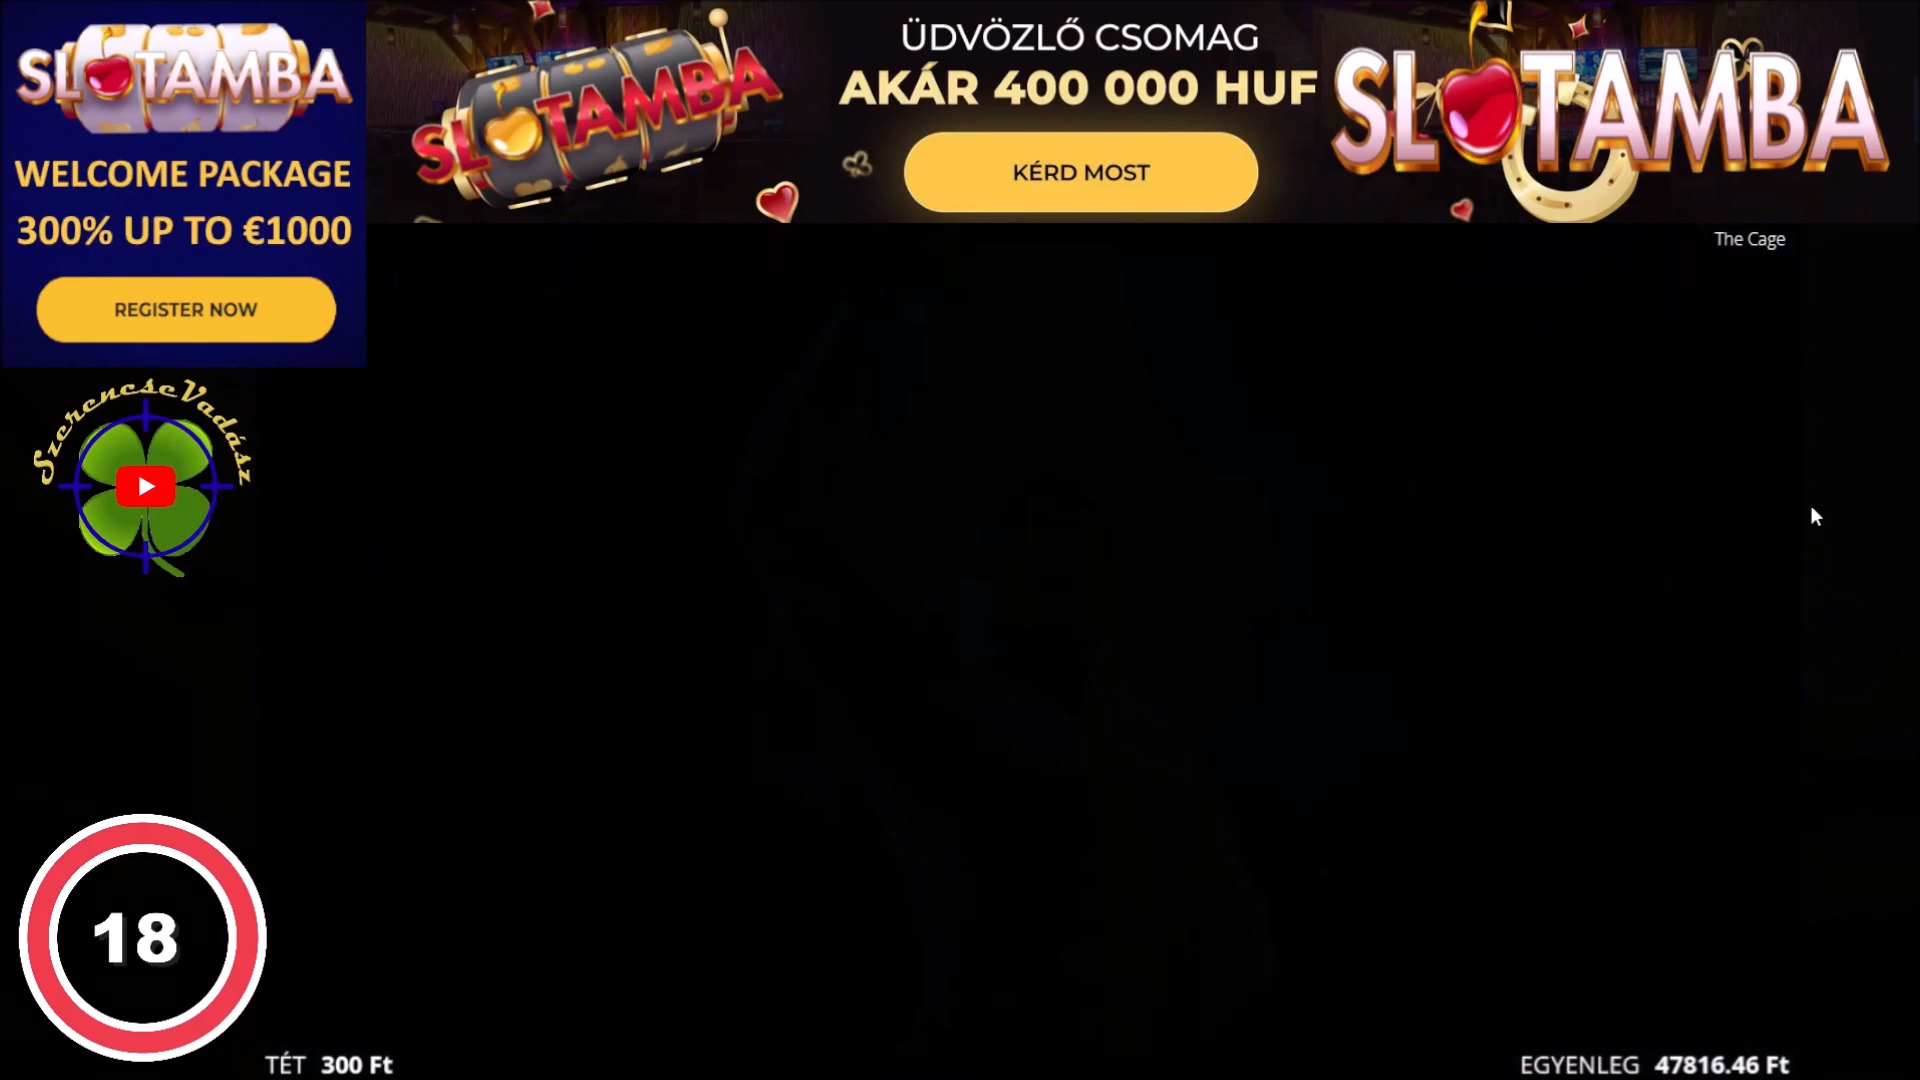 SLOTAMBA
WELCOME PACKAGE
300% UP TO €1000
REGISTER NOW
SLOTAMBA
ÜDVÖZLŐ CSOMAG
AKÁR 400 000 HUF
KÉRD MOST
SLOTAMBA
The Cage
SzerencseVadász
18
TÉT 300 Ft
EGYENLEG 47816.46 Ft